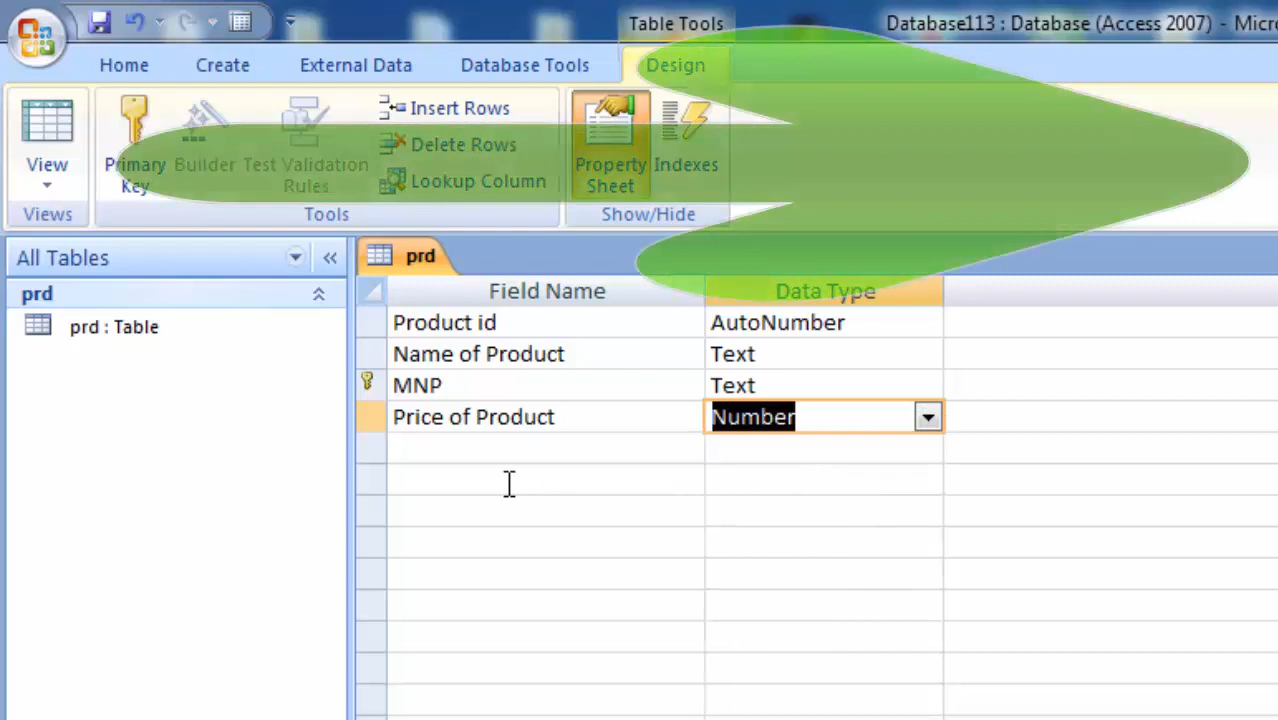 Table Tools
Database113 : Database (Access 2007) - Micro
Home
Create
External Data
Database Tools
Design
View
Primary Key
Builder
Test Validation Rules
Insert Rows
Delete Rows
Lookup Column
Property Sheet
Indexes
Views
Tools
Show/Hide
All Tables
prd
prd
prd : Table
Field Name
Data Type
Product id
AutoNumber
Name of Product
Text
MNP
Text
Price of Product
Number